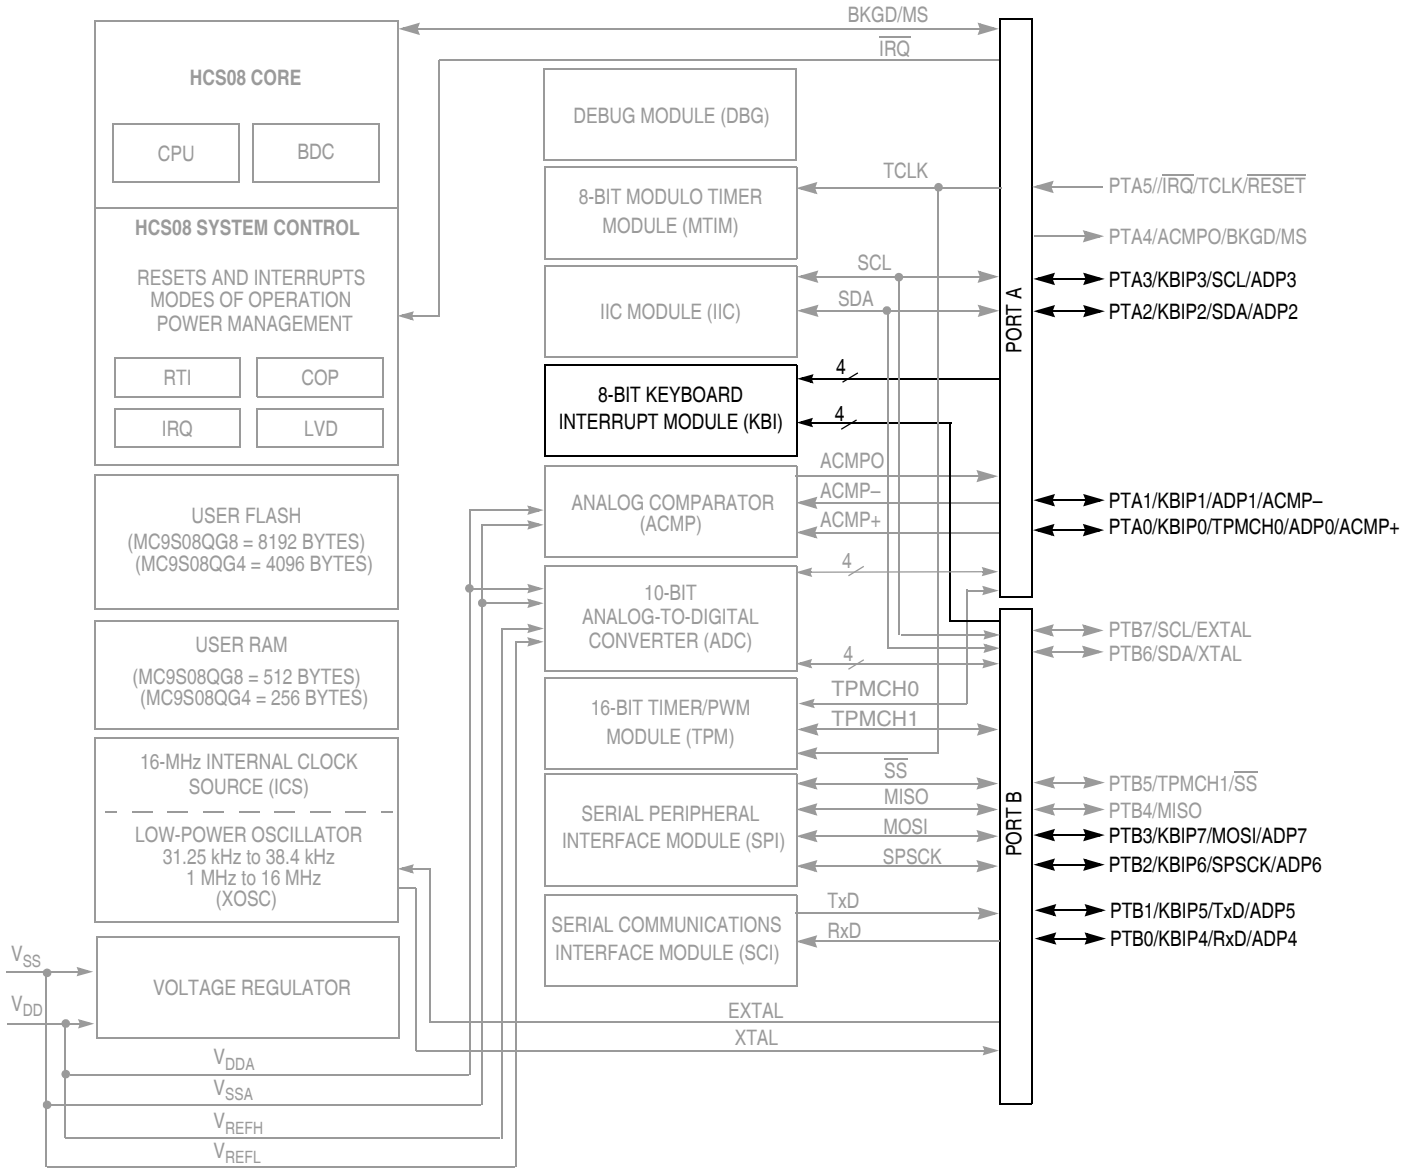 BKGD/MS
IRQ
HCS08 CORE
CPU
BDC
HCS08 SYSTEM CONTROL
RESETS AND INTERRUPTS
MODES OF OPERATION
POWER MANAGEMENT
RTI
COP
IRQ
LVD
USER FLASH
(MC9S08QG8 = 8192 BYTES)
(MC9S08QG4 = 4096 BYTES)
USER RAM
(MC9S08QG8 = 512 BYTES)
(MC9S08QG4 = 256 BYTES)
16-MHz INTERNAL CLOCK
SOURCE (ICS)
LOW-POWER OSCILLATOR
31.25 kHz to 38.4 kHz
1 MHz to 16 MHz
(XOSC)
VSS
VDD
VOLTAGE REGULATOR
VDDA
VSSA
VREFH
VREFL
DEBUG MODULE (DBG)
8-BIT MODULO TIMER
MODULE (MTIM)
TCLK
IIC MODULE (IIC)
SCL
SDA
8-BIT KEYBOARD
INTERRUPT MODULE (KBI)
4
4
ANALOG COMPARATOR
(ACMP)
ACMPO
ACMP–
ACMP+
10-BIT
ANALOG-TO-DIGITAL
CONVERTER (ADC)
4
4
16-BIT TIMER/PWM
MODULE (TPM)
TPMCH0
TPMCH1
SERIAL PERIPHERAL
INTERFACE MODULE (SPI)
SS
MISO
MOSI
SPSCK
SERIAL COMMUNICATIONS
INTERFACE MODULE (SCI)
TxD
RxD
EXTAL
XTAL
PORT A
PTA5//IRQ/TCLK/RESET
PTA4/ACMPO/BKGD/MS
PTA3/KBIP3/SCL/ADP3
PTA2/KBIP2/SDA/ADP2
PTA1/KBIP1/ADP1/ACMP–
PTA0/KBIP0/TPMCH0/ADP0/ACMP+
PORT B
PTB7/SCL/EXTAL
PTB6/SDA/XTAL
PTB5/TPMCH1/SS
PTB4/MISO
PTB3/KBIP7/MOSI/ADP7
PTB2/KBIP6/SPSCK/ADP6
PTB1/KBIP5/TxD/ADP5
PTB0/KBIP4/RxD/ADP4